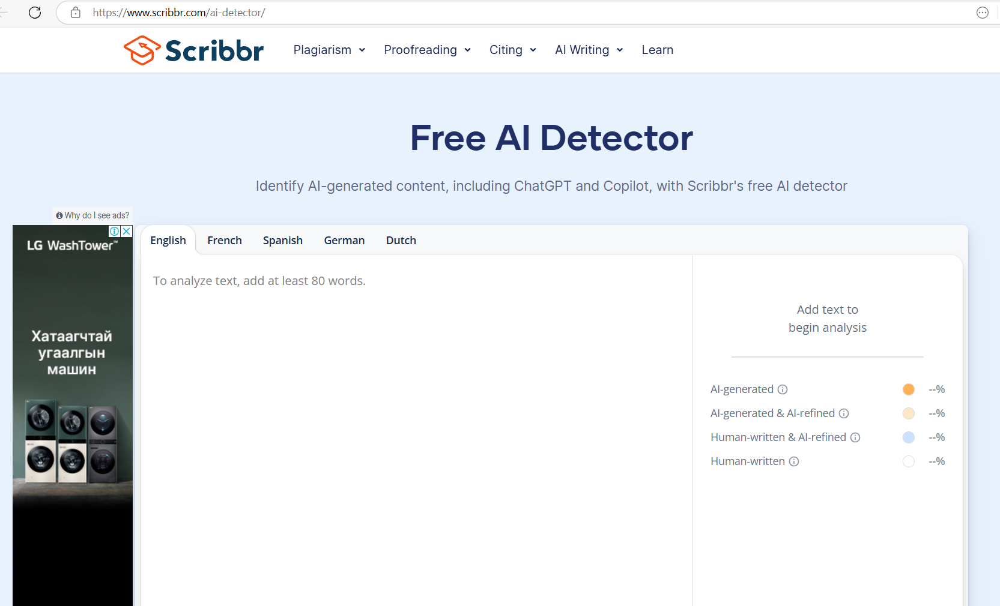 https://www.scribbr.com/ai-detector/
Scribbr
Plagiarism
Proofreading
Citing
AI Writing
Learn
Free AI Detector
Identify AI-generated content, including ChatGPT and Copilot, with Scribbr's free AI detector
Why do I see ads?
LG WashTower™
Хатаагчтай
угаалгын
машин
English
French
Spanish
German
Dutch
To analyze text, add at least 80 words.
Add text to
begin analysis
AI-generated --%
AI-generated & AI-refined --%
Human-written & AI-refined --%
Human-written --%